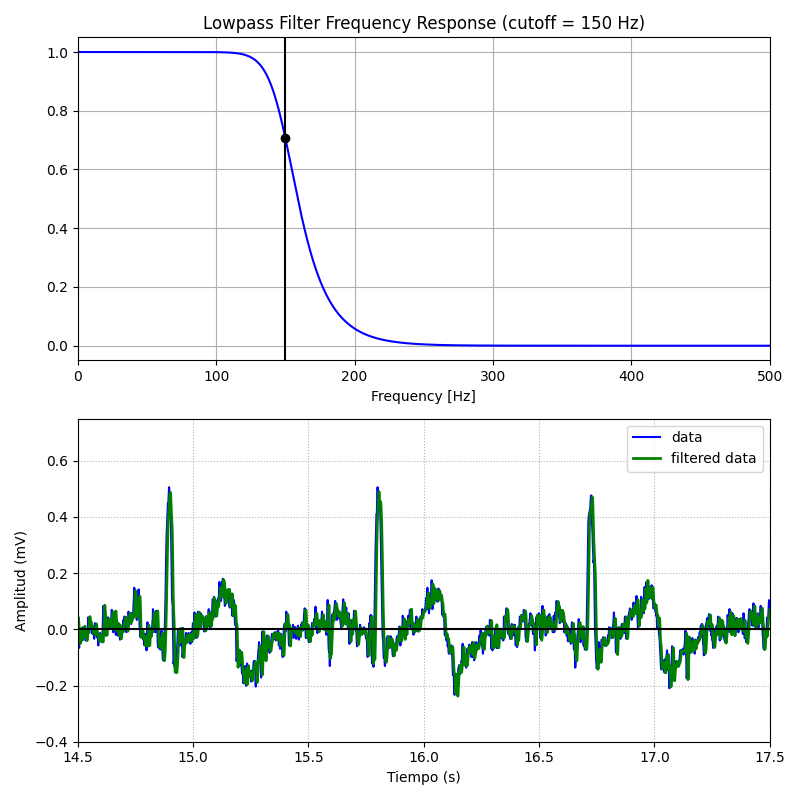 Lowpass Filter Frequency Response (cutoff = 150 Hz)
1.0
0.8
0.6
0.4
0.2
0.0
0 100 200 300 400 500
Frequency [Hz]
data
filtered data
Amplitud (mV)
0.6
0.4
0.2
0.0
−0.2
−0.4
14.5 15.0 15.5 16.0 16.5 17.0 17.5
Tiempo (s)